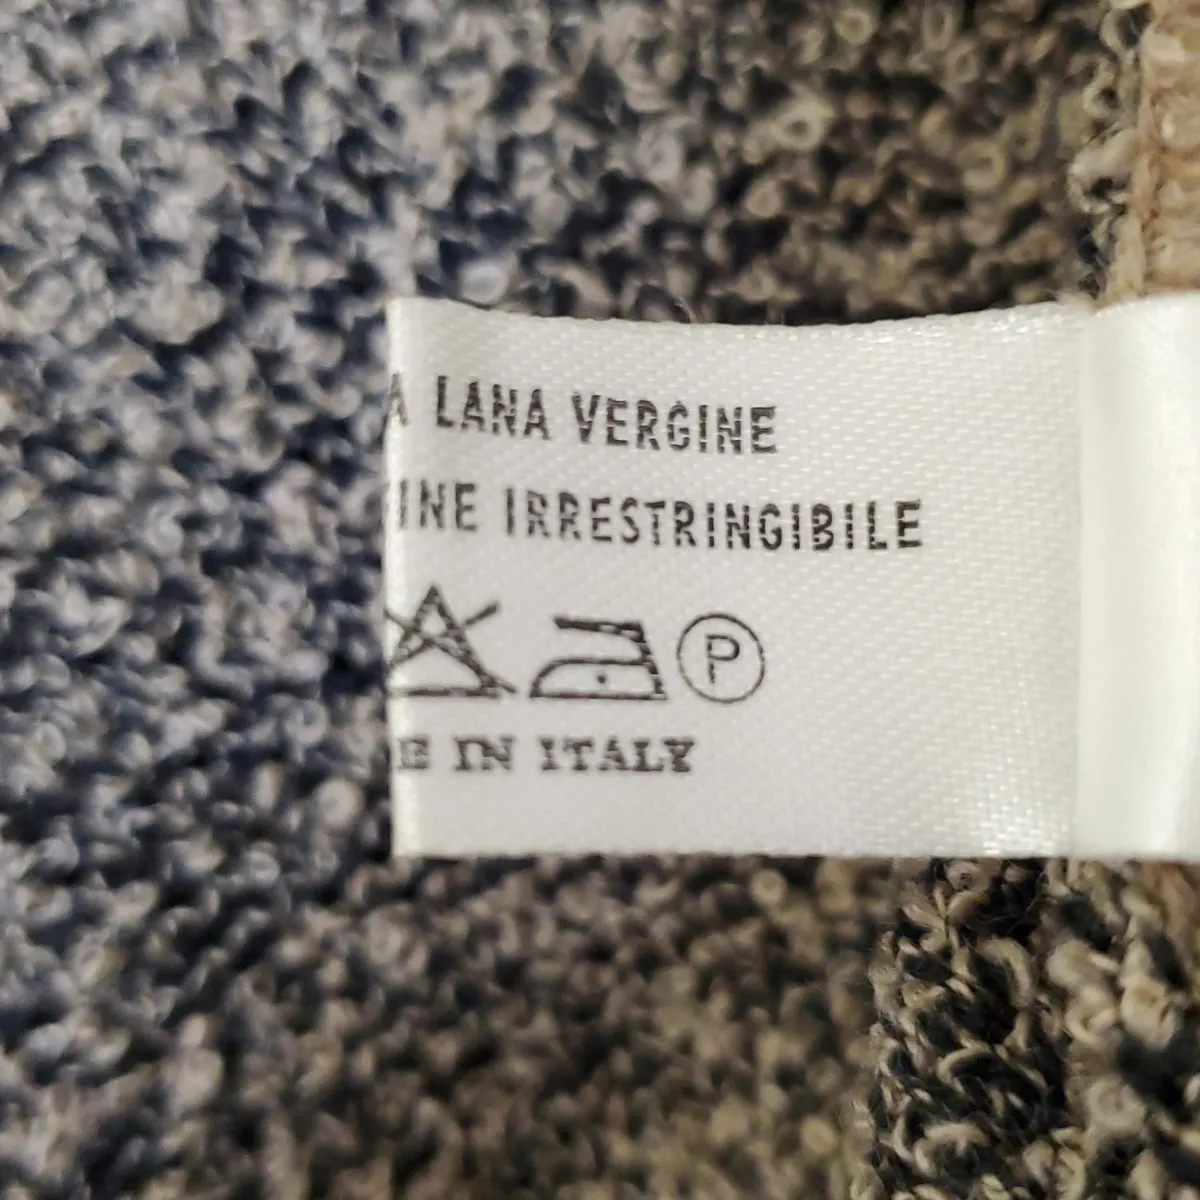 A LANA VERGINE
INE IRRESTRINGIBILE
P
E IN ITALY